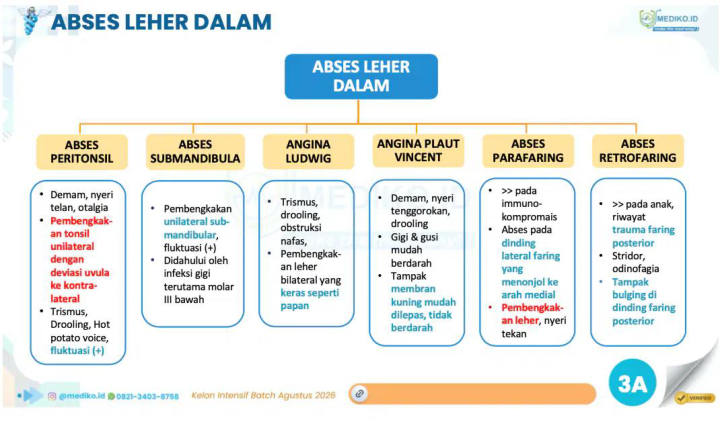 ABSES LEHER DALAM
MEDIKO.ID
ABSES LEHER
DALAM
ABSES
PERITONSIL
Demam, nyeri
telan, otalgia
Pembengkak-
an tonsil
unilateral
dengan
deviasi uvula
ke kontra-
lateral
Trismus,
Drooling, Hot
potato voice,
fluktuasi (+)
ABSES
SUBMANDIBULA
Pembengkakan
unilateral sub-
mandibular,
fluktuasi (+)
Didahului oleh
infeksi gigi
terutama molar
III bawah
ANGINA
LUDWIG
Trismus,
drooling,
obstruksi
nafas,
Pembengkak-
an leher
bilateral yang
keras seperti
papan
ANGINA PLAUT
VINCENT
Demam, nyeri
tenggorokan,
drooling
Gigi & gusi
mudah
berdarah
Tampak
membran
kuning mudah
dilepas, tidak
berdarah
ABSES
PARAFARING
>> pada
immuno-
kompromais
Abses pada
dinding
lateral faring
yang
menonjol ke
arah medial
Pembengkak-
an leher, nyeri
tekan
ABSES
RETROFARING
>> pada anak,
riwayat
trauma faring
posterior
Stridor,
odinofagia
Tampak
bulging di
dinding faring
posterior
MEDIKO.ID
@mediko.id 0821-3403-8758
Kelon Intensif Batch Agustus 2026
3A
VERIFIED